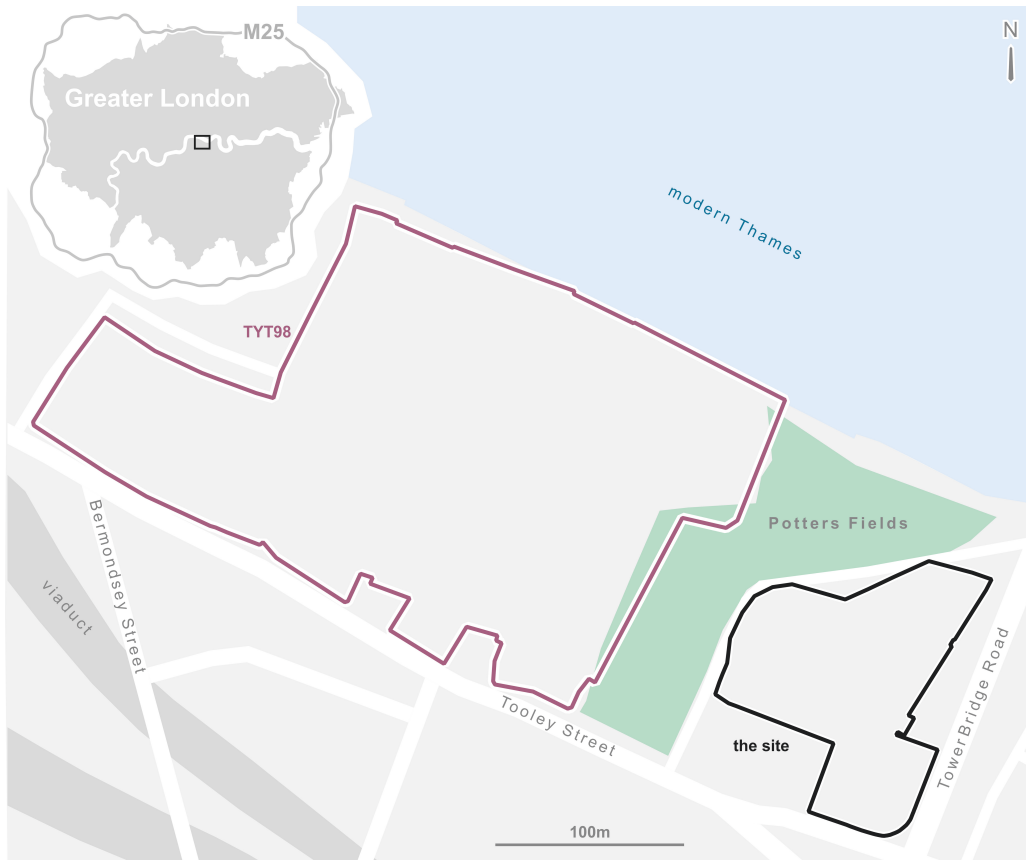 M25
N
Greater London
modern Thames
TYT98
Potters Fields
Bermondsey Street
viaduct
Tooley Street
the site
Tower Bridge Road
100m